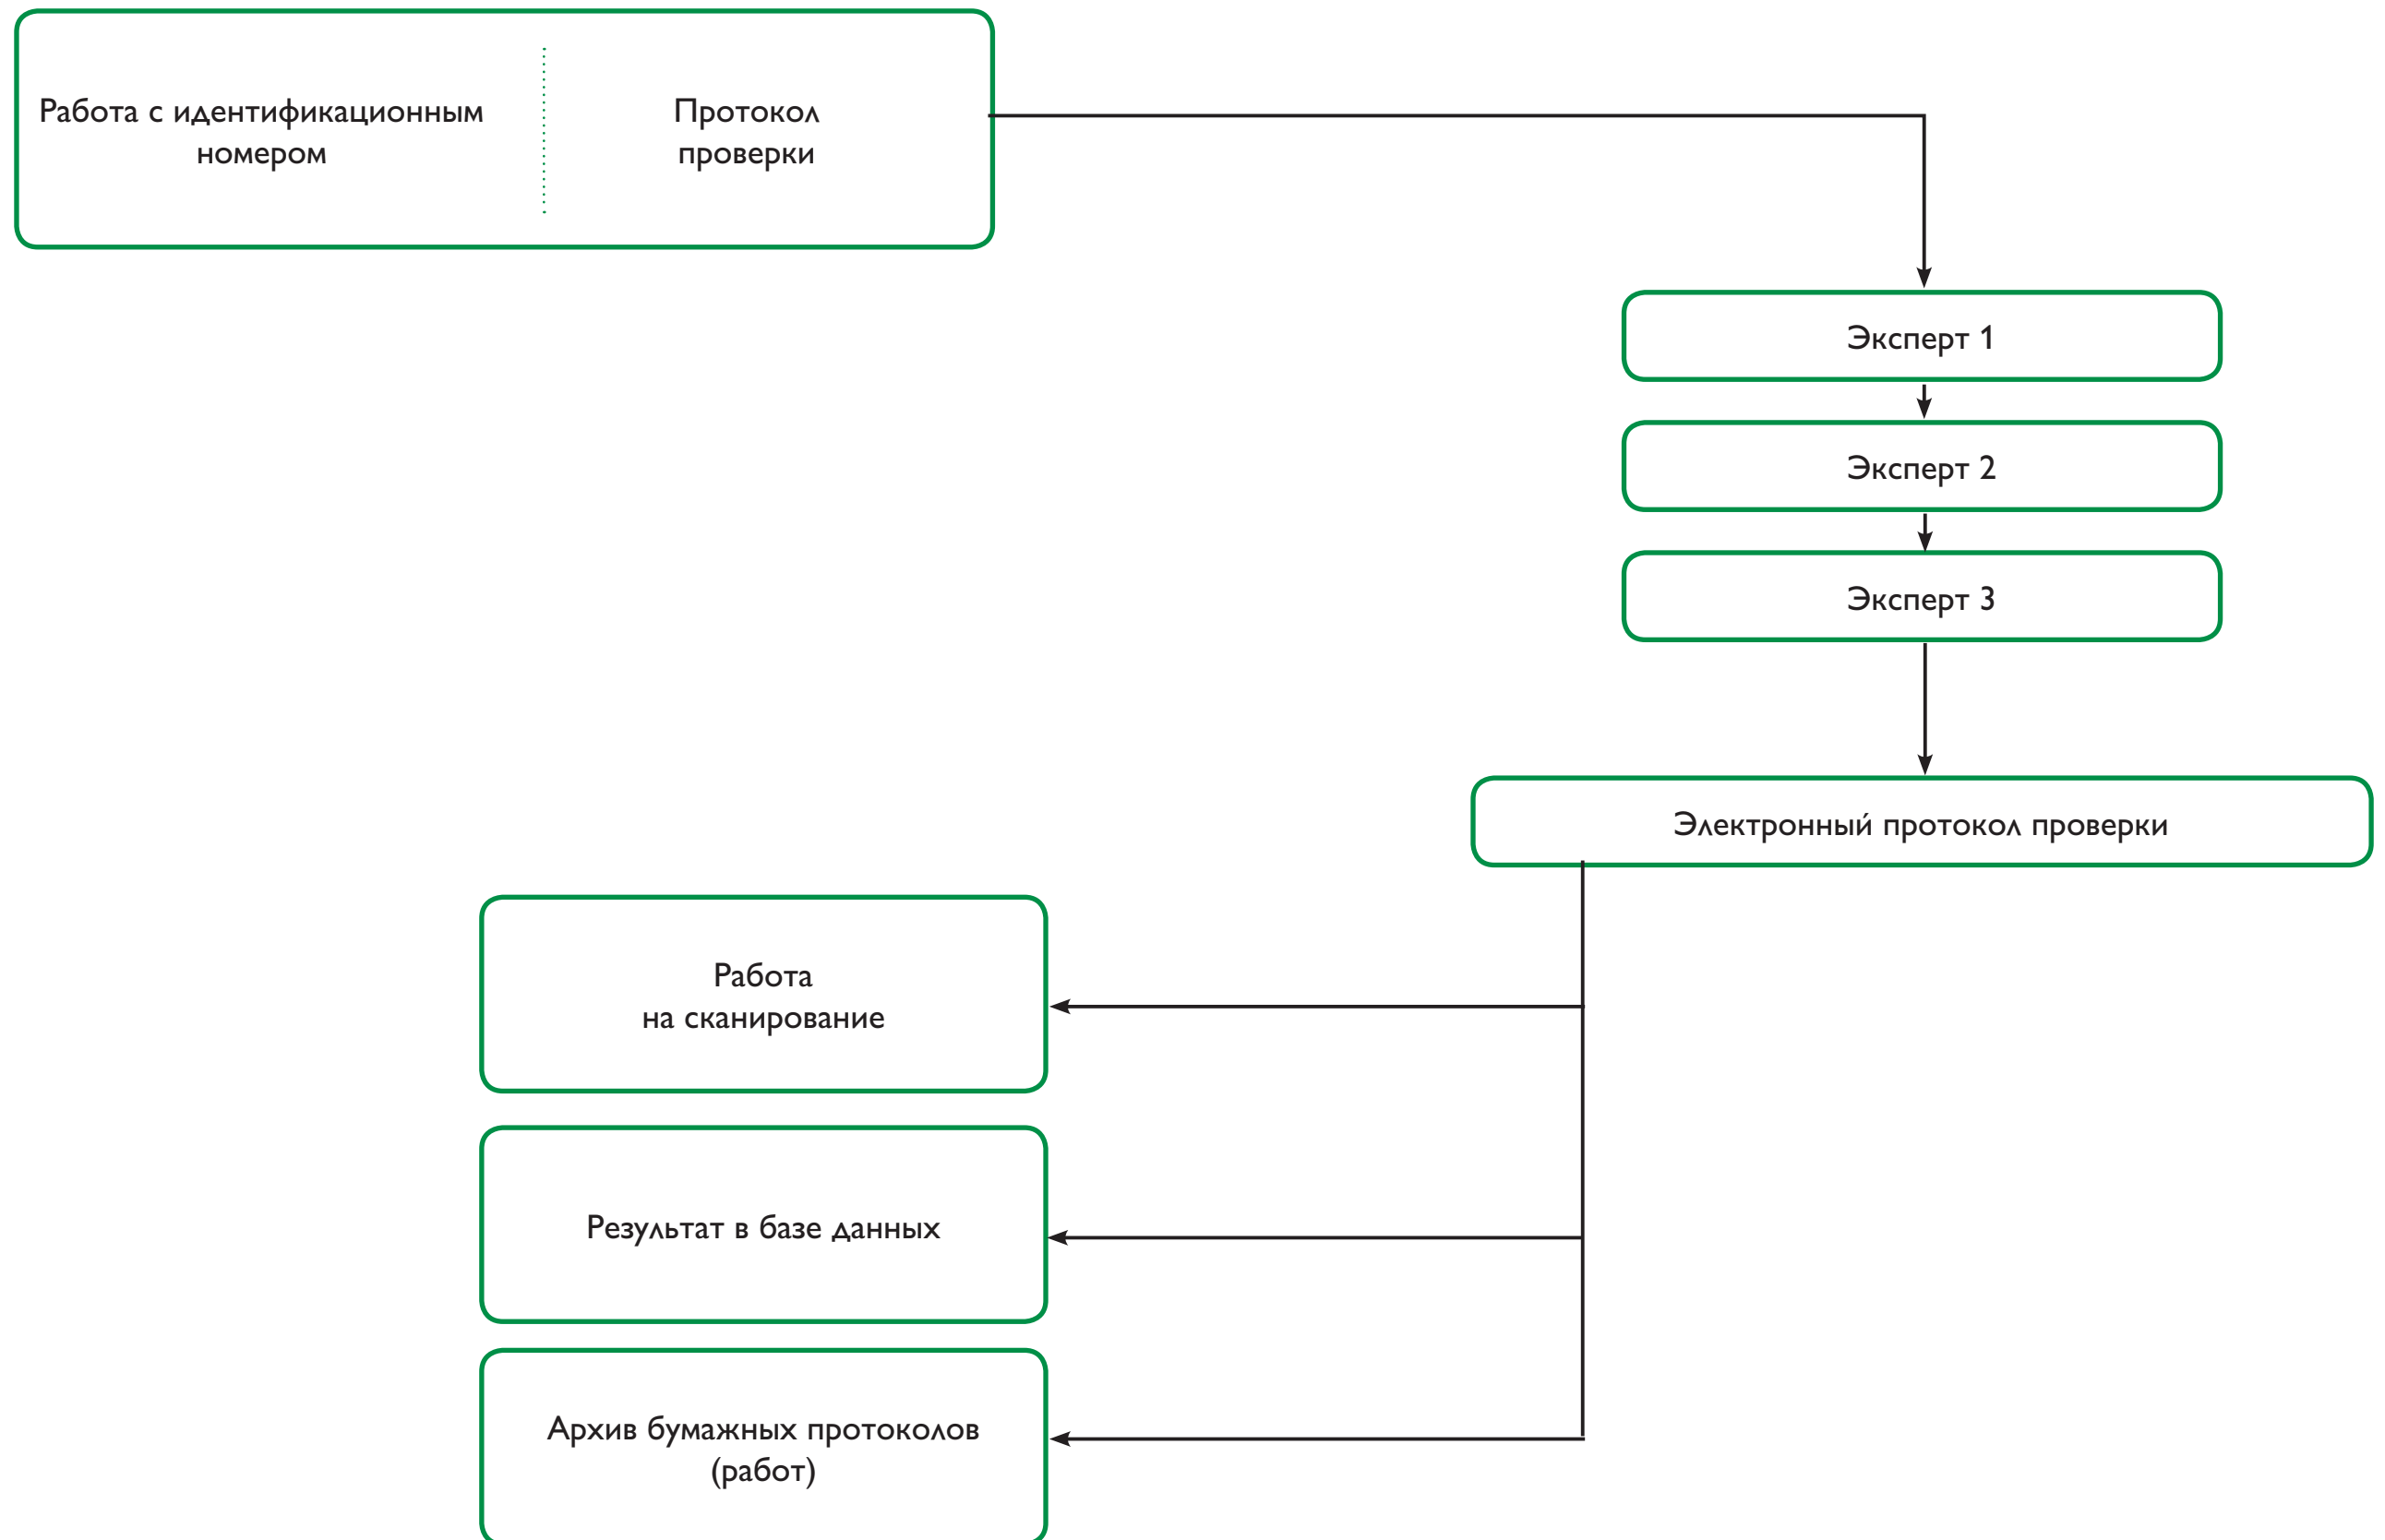 Работа с идентификационным
номером
Протокол
проверки
Эксперт 1
Эксперт 2
Эксперт 3
Электронный протокол проверки
Работа
на сканирование
Результат в базе данных
Архив бумажных протоколов
(работ)